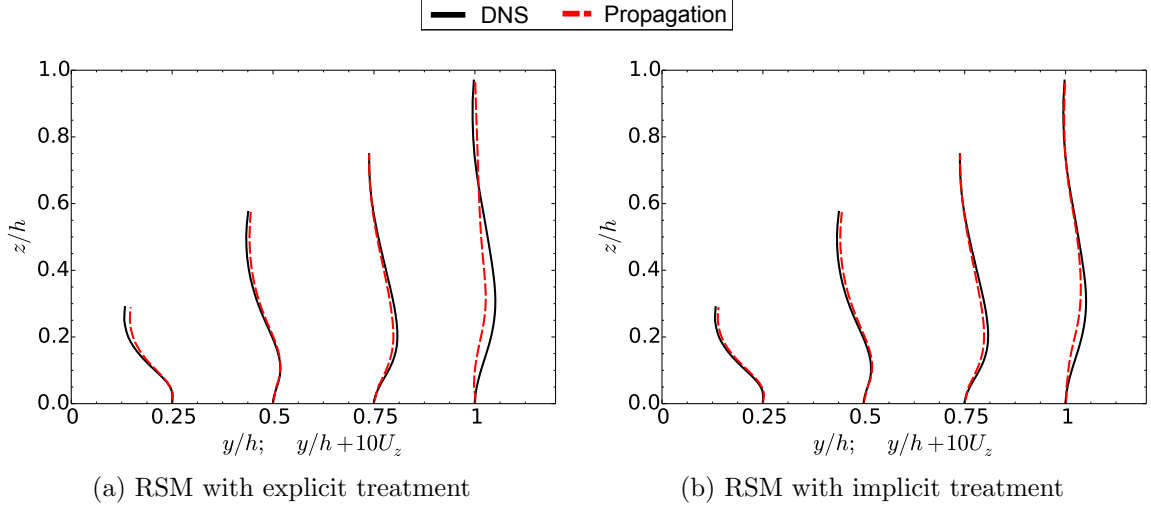 DNS Propagation
1.0
0.8
0.6
0.4
0.2
0.0
z/h
0 0.25 0.5 0.75 1
y/h; y/h+10U_z
(a) RSM with explicit treatment
1.0
0.8
0.6
0.4
0.2
0.0
z/h
0 0.25 0.5 0.75 1
y/h; y/h+10U_z
(b) RSM with implicit treatment